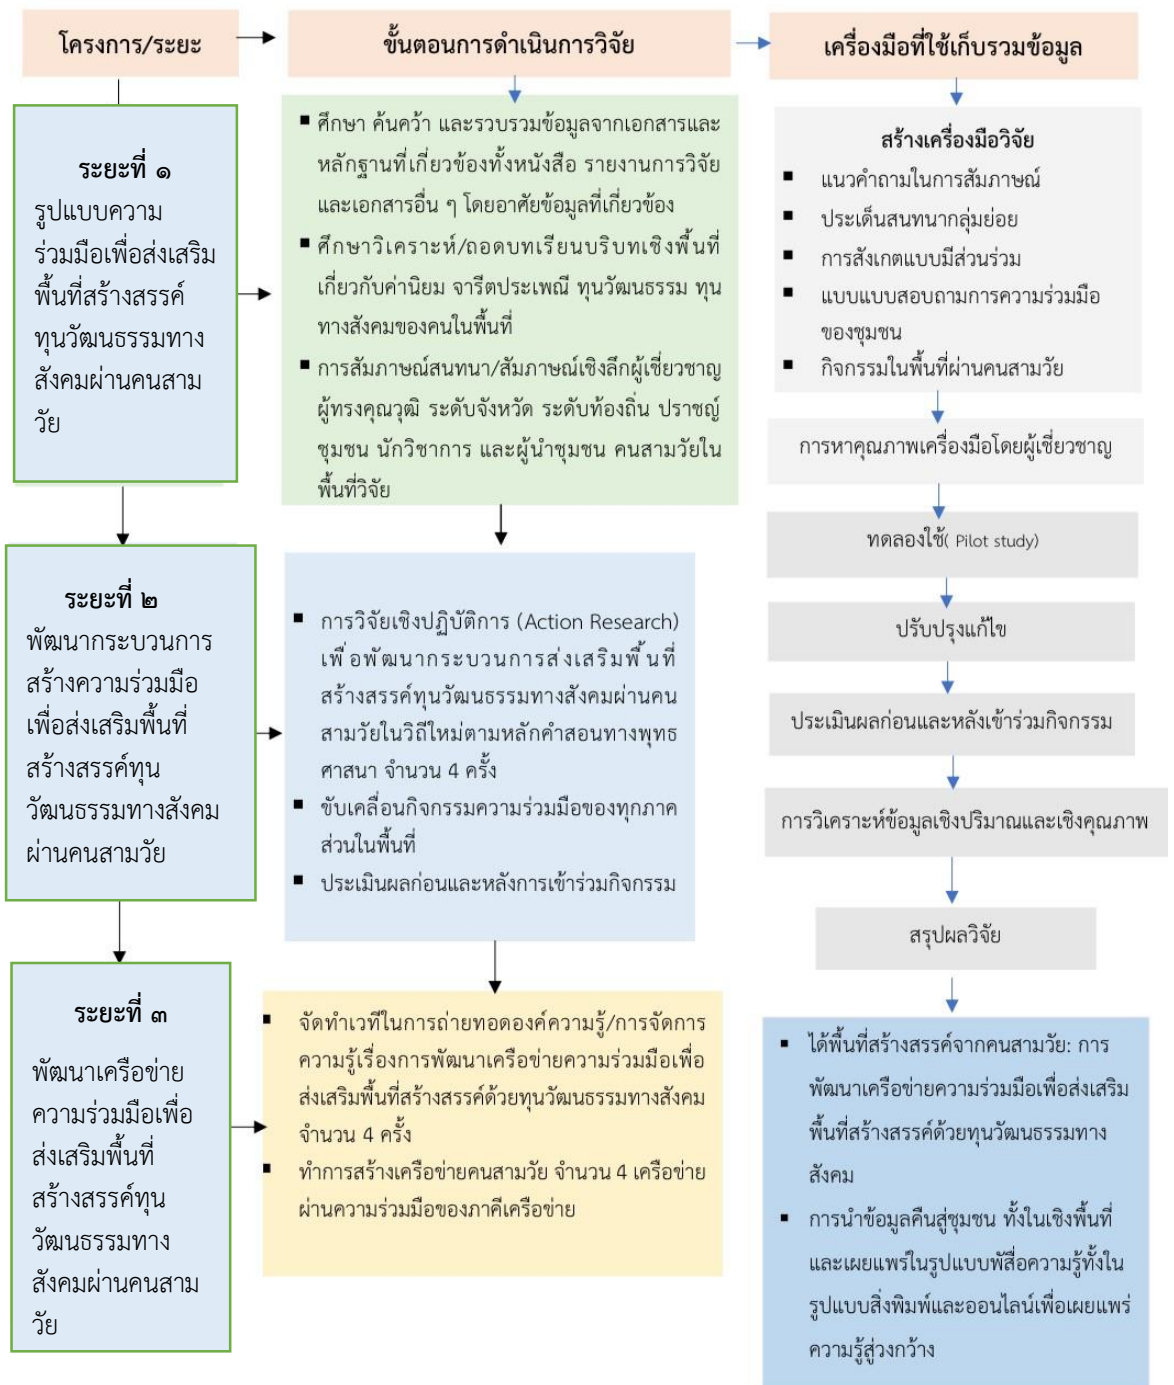 โครงการ/ระยะ
ขั้นตอนการดำเนินการวิจัย
เครื่องมือที่ใช้เก็บรวมข้อมูล
ระยะที่ ๑
รูปแบบความ
ร่วมมือเพื่อส่งเสริม
พื้นที่สร้างสรรค์
ทุนวัฒนธรรมทาง
สังคมผ่านคนสาม
วัย
▪ ศึกษา ค้นคว้า และรวบรวมข้อมูลจากเอกสารและ
หลักฐานที่เกี่ยวข้องทั้งหนังสือ รายงานการวิจัย
และเอกสารอื่น ๆ โดยอาศัยข้อมูลที่เกี่ยวข้อง
▪ ศึกษาวิเคราะห์/ถอดบทเรียนบริบทเชิงพื้นที่
เกี่ยวกับค่านิยม จารีตประเพณี ทุนวัฒนธรรม ทุน
ทางสังคมของคนในพื้นที่
▪ การสัมภาษณ์สนทนา/สัมภาษณ์เชิงลึกผู้เชี่ยวชาญ
ผู้ทรงคุณวุฒิ ระดับจังหวัด ระดับท้องถิ่น ปราชญ์
ชุมชน นักวิชาการ และผู้นำชุมชน คนสามวัยใน
พื้นที่วิจัย
สร้างเครื่องมือวิจัย
▪ แนวคำถามในการสัมภาษณ์
▪ ประเด็นสนทนากลุ่มย่อย
▪ การสังเกตแบบมีส่วนร่วม
▪ แบบแบบสอบถามการความร่วมมือ
ของชุมชน
▪ กิจกรรมในพื้นที่ผ่านคนสามวัย
การหาคุณภาพเครื่องมือโดยผู้เชี่ยวชาญ
ทดลองใช้( Pilot study)
ปรับปรุงแก้ไข
ประเมินผลก่อนและหลังเข้าร่วมกิจกรรม
การวิเคราะห์ข้อมูลเชิงปริมาณและเชิงคุณภาพ
สรุปผลวิจัย
ระยะที่ ๒
พัฒนากระบวนการ
สร้างความร่วมมือ
เพื่อส่งเสริมพื้นที่
สร้างสรรค์ทุน
วัฒนธรรมทางสังคม
ผ่านคนสามวัย
▪ การวิจัยเชิงปฏิบัติการ (Action Research)
เพื่อพัฒนากระบวนการส่งเสริมพื้นที่
สร้างสรรค์ทุนวัฒนธรรมทางสังคมผ่านคน
สามวัยในวิถีใหม่ตามหลักคำสอนทางพุทธ
ศาสนา จำนวน 4 ครั้ง
▪ ขับเคลื่อนกิจกรรมความร่วมมือของทุกภาค
ส่วนในพื้นที่
▪ ประเมินผลก่อนและหลังการเข้าร่วมกิจกรรม
ระยะที่ ๓
พัฒนาเครือข่าย
ความร่วมมือเพื่อ
ส่งเสริมพื้นที่
สร้างสรรค์ทุน
วัฒนธรรมทาง
สังคมผ่านคนสาม
วัย
▪ จัดทำเวทีในการถ่ายทอดองค์ความรู้/การจัดการ
ความรู้เรื่องการพัฒนาเครือข่ายความร่วมมือเพื่อ
ส่งเสริมพื้นที่สร้างสรรค์ด้วยทุนวัฒนธรรมทางสังคม
จำนวน 4 ครั้ง
▪ ทำการสร้างเครือข่ายคนสามวัย จำนวน 4 เครือข่าย
ผ่านความร่วมมือของภาคีเครือข่าย
▪ ได้พื้นที่สร้างสรรค์จากคนสามวัย: การ
พัฒนาเครือข่ายความร่วมมือเพื่อส่งเสริม
พื้นที่สร้างสรรค์ด้วยทุนวัฒนธรรมทาง
สังคม
▪ การนำข้อมูลคืนสู่ชุมชน ทั้งในเชิงพื้นที่
และเผยแพร่ในรูปแบบพัสื่อความรู้ทั้งใน
รูปแบบสิ่งพิมพ์และออนไลน์เพื่อเผยแพร่
ความรู้สู่วงกว้าง